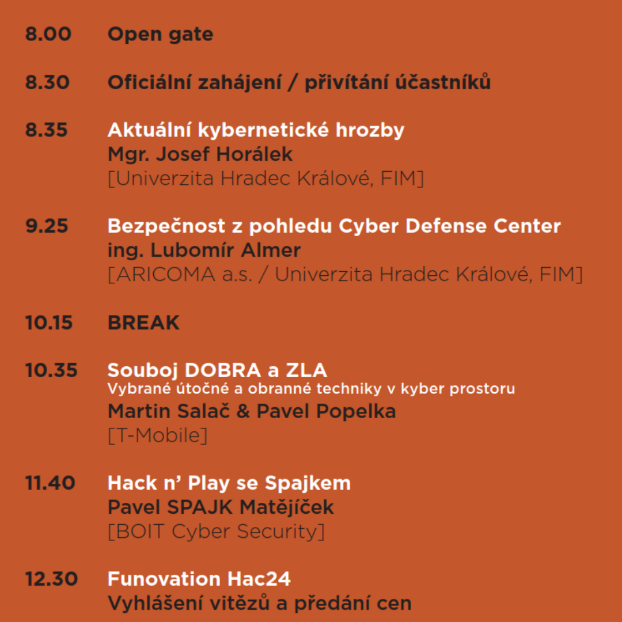 8.00 Open gate
8.30 Oficiální zahájení / přivítání účastníků
8.35 Aktuální kybernetické hrozby
Mgr. Josef Horálek
[Univerzita Hradec Králové, FIM]
9.25 Bezpečnost z pohledu Cyber Defense Center
ing. Lubomír Almer
[ARICOMA a.s. / Univerzita Hradec Králové, FIM]
10.15 BREAK
10.35 Souboj DOBRA a ZLA
Vybrané útočné a obranné techniky v kyber prostoru
Martin Salač & Pavel Popelka
[T-Mobile]
11.40 Hack n’ Play se Spajkem
Pavel SPAJK Matějíček
[BOIT Cyber Security]
12.30 Funovation Hac24
Vyhlášení vitězů a předání cen